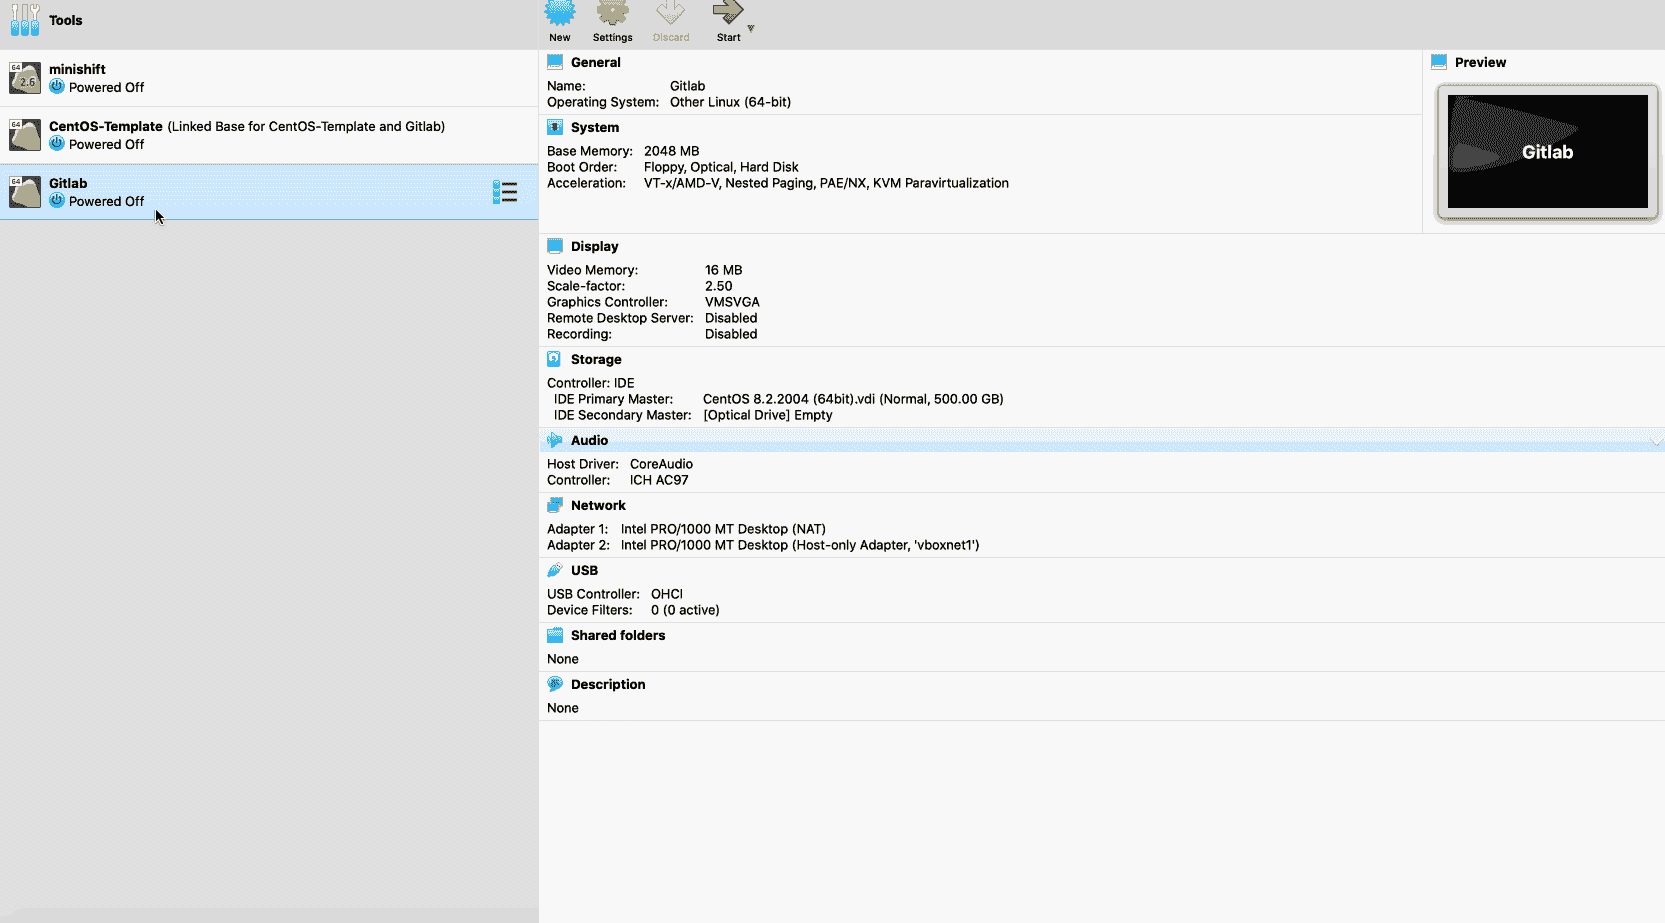 Tools
New Settings Discard Start
64
2.6
minishift
Powered Off
64
CentOS-Template (Linked Base for CentOS-Template and Gitlab)
Powered Off
64
Gitlab
Powered Off
General
Name: Gitlab
Operating System: Other Linux (64-bit)
System
Base Memory: 2048 MB
Boot Order: Floppy, Optical, Hard Disk
Acceleration: VT-x/AMD-V, Nested Paging, PAE/NX, KVM Paravirtualization
Preview
Gitlab
Display
Video Memory: 16 MB
Scale-factor: 2.50
Graphics Controller: VMSVGA
Remote Desktop Server: Disabled
Recording: Disabled
Storage
Controller: IDE
IDE Primary Master: CentOS 8.2.2004 (64bit).vdi (Normal, 500.00 GB)
IDE Secondary Master: [Optical Drive] Empty
Audio
Host Driver: CoreAudio
Controller: ICH AC97
Network
Adapter 1: Intel PRO/1000 MT Desktop (NAT)
Adapter 2: Intel PRO/1000 MT Desktop (Host-only Adapter, 'vboxnet1')
USB
USB Controller: OHCI
Device Filters: 0 (0 active)
Shared folders
None
Description
None